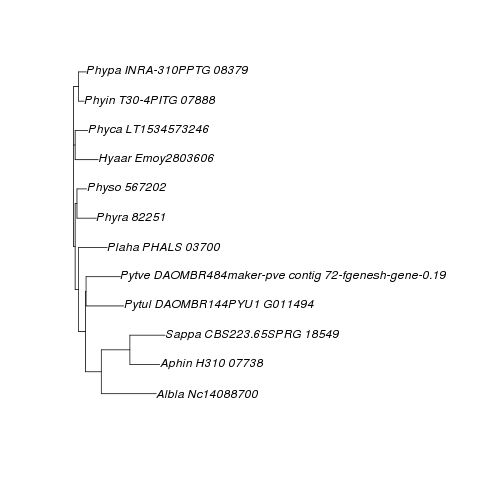 Phypa INRA-310PPTG 08379
Phyin T30-4PITG 07888
Phyca LT1534573246
Hyaar Emoy2803606
Physo 567202
Phyra 82251
Plaha PHALS 03700
Pytve DAOMBR484maker-pve contig 72-fgenesh-gene-0.19
Pytul DAOMBR144PYU1 G011494
Sappa CBS223.65SPRG 18549
Aphin H310 07738
Albla Nc14088700